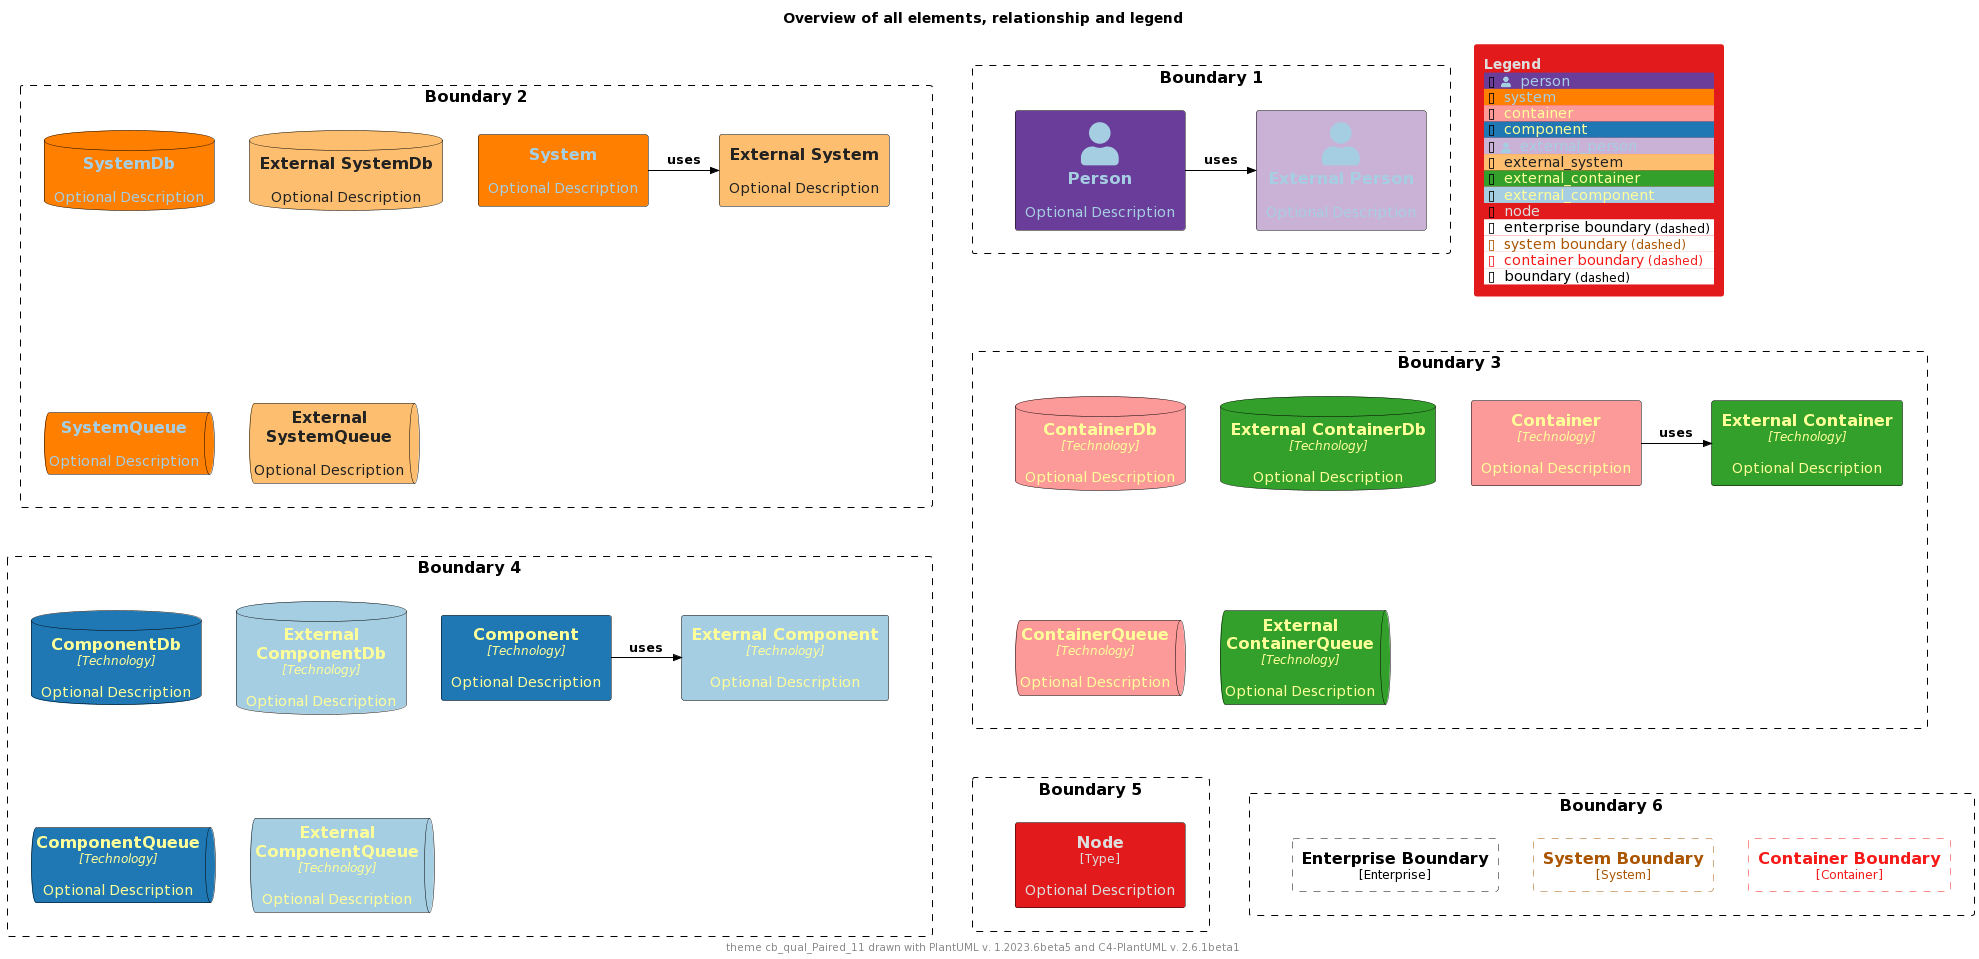 Overview of all elements, relationship and legend
Boundary 2
SystemDb
Optional Description
External SystemDb
Optional Description
System
Optional Description
uses
External System
Optional Description
SystemQueue
Optional Description
External
SystemQueue
Optional Description
Boundary 1
Person
Optional Description
uses
External Person
Optional Description
Legend
person
system
container
component
external_person
external_system
external_container
external_component
node
enterprise boundary (dashed)
system boundary (dashed)
container boundary (dashed)
boundary (dashed)
Boundary 3
ContainerDb
[Technology]
Optional Description
External ContainerDb
[Technology]
Optional Description
Container
[Technology]
Optional Description
uses
External Container
[Technology]
Optional Description
ContainerQueue
[Technology]
Optional Description
External
ContainerQueue
[Technology]
Optional Description
Boundary 4
ComponentDb
[Technology]
Optional Description
External
ComponentDb
[Technology]
Optional Description
Component
[Technology]
Optional Description
uses
External Component
[Technology]
Optional Description
ComponentQueue
[Technology]
Optional Description
External
ComponentQueue
[Technology]
Optional Description
Boundary 5
Node
[Type]
Optional Description
Boundary 6
Enterprise Boundary
[Enterprise]
System Boundary
[System]
Container Boundary
[Container]
theme cb_qual_Paired_11 drawn with PlantUML v. 1.2023.6beta5 and C4-PlantUML v. 2.6.1beta1